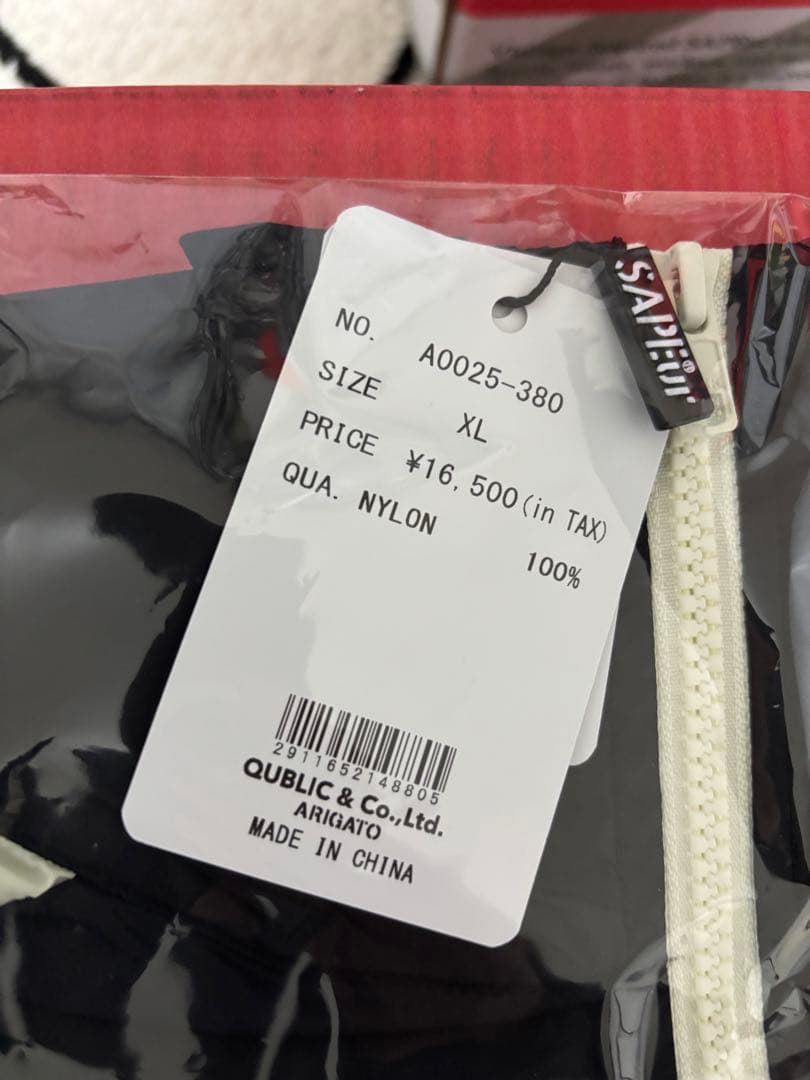 NO. A0025-380
SIZE XL
PRICE ¥16,500(in TAX)
QUA. NYLON 100%
2911652148805
QUBLIC & Co.,Ltd.
ARIGATO
MADE IN CHINA
SAPEur